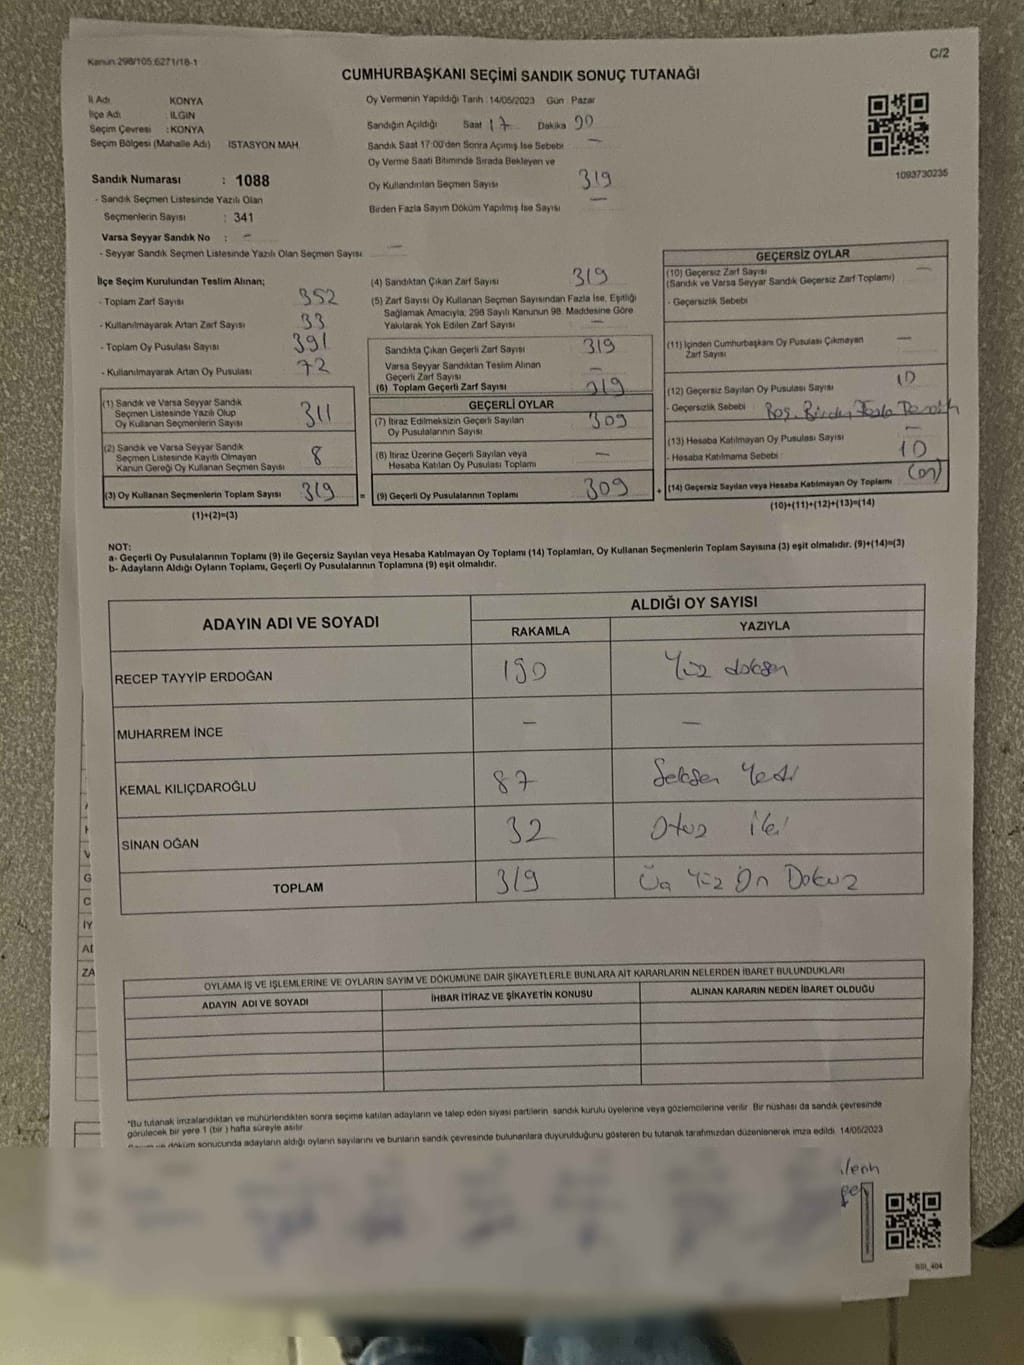 Kanun:298/105;6271/18-1
C/2
CUMHURBAŞKANI SEÇİMİ SANDIK SONUÇ TUTANAĞI
İl Adı KONYA
İlçe Adı ILGIN
Seçim Çevresi : KONYA
Seçim Bölgesi (Mahalle Adı) İSTASYON MAH.
Sandık Numarası : 1088
- Sandık Seçmen Listesinde Yazılı Olan
Seçmenlerin Sayısı : 341
Varsa Seyyar Sandık No : -
- Seyyar Sandık Seçmen Listesinde Yazılı Olan Seçmen Sayısı —
Oy Vermenin Yapıldığı Tarih : 14/05/2023 Gün : Pazar
Sandığın Açıldığı Saat 17 Dakika 00
Sandık Saat 17:00'den Sonra Açımış İse Sebebi —
Oy Verme Saati Bitiminde Sırada Bekleyen ve
Oy Kullandırılan Seçmen Sayısı 319
Birden Fazla Sayım Döküm Yapılmış İse Sayısı —
1093730235
İlçe Seçim Kurulundan Teslim Alınan;
- Toplam Zarf Sayısı 352
- Kullanılmayarak Artan Zarf Sayısı 33
- Toplam Oy Pusulası Sayısı 391
- Kullanılmayarak Artan Oy Pusulası 72
(1) Sandık ve Varsa Seyyar Sandık
Seçmen Listesinde Yazılı Olup
Oy Kullanan Seçmenlerin Sayısı 311
(2) Sandık ve Varsa Seyyar Sandık
Seçmen Listesinde Kayıtlı Olmayan
Kanun Gereği Oy Kullanan Seçmen Sayısı 8
(3) Oy Kullanan Seçmenlerin Toplam Sayısı 319 =
(1)+(2)=(3)
(4) Sandıktan Çıkan Zarf Sayısı 319
(5) Zarf Sayısı Oy Kullanan Seçmen Sayısından Fazla İse, Eşitliği
Sağlamak Amacıyla, 298 Sayılı Kanunun 98. Maddesine Göre
Yakılarak Yok Edilen Zarf Sayısı —
Sandıkta Çıkan Geçerli Zarf Sayısı 319
Varsa Seyyar Sandıktan Teslim Alınan
Geçerli Zarf Sayısı —
(6) Toplam Geçerli Zarf Sayısı 319
GEÇERLİ OYLAR
(7) İtiraz Edilmeksizin Geçerli Sayılan
Oy Pusulalarının Sayısı 309
(8) İtiraz Üzerine Geçerli Sayılan veya
Hesaba Katılan Oy Pusulası Toplamı —
(9) Geçerli Oy Pusulalarının Toplamı 309 +
GEÇERSİZ OYLAR
(10) Geçersiz Zarf Sayısı —
(Sandık ve Varsa Seyyar Sandık Geçersiz Zarf Toplamı)
- Geçersizlik Sebebi
(11) İçinden Cumhurbaşkanı Oy Pusulası Çıkmayan —
Zarf Sayısı
(12) Geçersiz Sayılan Oy Pusulası Sayısı 10
- Geçersizlik Sebebi Boş, Birden Fazla
(13) Hesaba Katılmayan Oy Pusulası Sayısı —
- Hesaba Katılmama Sebebi 10
(14) Geçersiz Sayılan veya Hesaba Katılmayan Oy Toplamı (on)
(10)+(11)+(12)+(13)=(14)
NOT:
a- Geçerli Oy Pusulalarının Toplamı (9) ile Geçersiz Sayılan veya Hesaba Katılmayan Oy Toplamı (14) Toplamları, Oy Kullanan Seçmenlerin Toplam Sayısına (3) eşit olmalıdır. (9)+(14)=(3)
b- Adayların Aldığı Oyların Toplamı, Geçerli Oy Pusulalarının Toplamına (9) eşit olmalıdır.
ADAYIN ADI VE SOYADI ALDIĞI OY SAYISI
RAKAMLA YAZIYLA
RECEP TAYYİP ERDOĞAN 190 Yüz doksan
MUHARREM İNCE — —
KEMAL KILIÇDAROĞLU 87 Seksen Yedi
SİNAN OĞAN 32 Otuz iki
TOPLAM 319 Üç Yüz On Dokuz
OYLAMA İŞ VE İŞLEMLERİNE VE OYLARIN SAYIM VE DÖKÜMÜNE DAİR ŞİKAYETLERLE BUNLARA AİT KARARLARIN NELERDEN İBARET BULUNDUKLARI
ADAYIN ADI VE SOYADI İHBAR İTİRAZ VE ŞİKAYETİN KONUSU ALINAN KARARIN NEDEN İBARET OLDUĞU
*Bu tutanak imzalandıktan ve mühürlendikten sonra seçime katılan adayların ve talep eden siyasi partilerin sandık kurulu üyelerine veya gözlemcilerine verilir. Bir nüshası da sandık çevresinde
görülecek bir yere 1 (bir) hafta süreyle asılır.
döküm sonucunda adayların aldığı oyların sayılarını ve bunların sandık çevresinde bulunanlara duyurulduğunu gösteren bu tutanak tarafımızdan düzenlenerek imza edildi. 14/05/2023